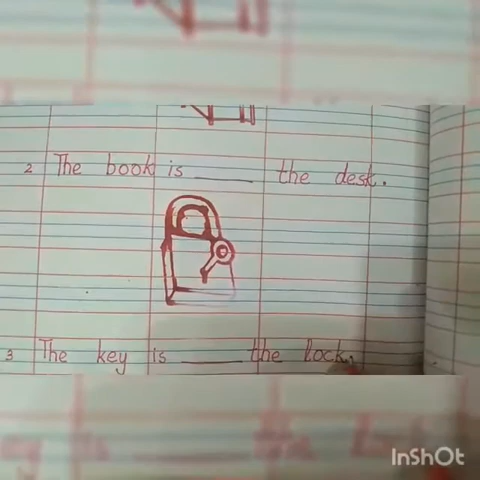 2 The book is ____ the desk.
3 The key is ____ the lock.
InShOt